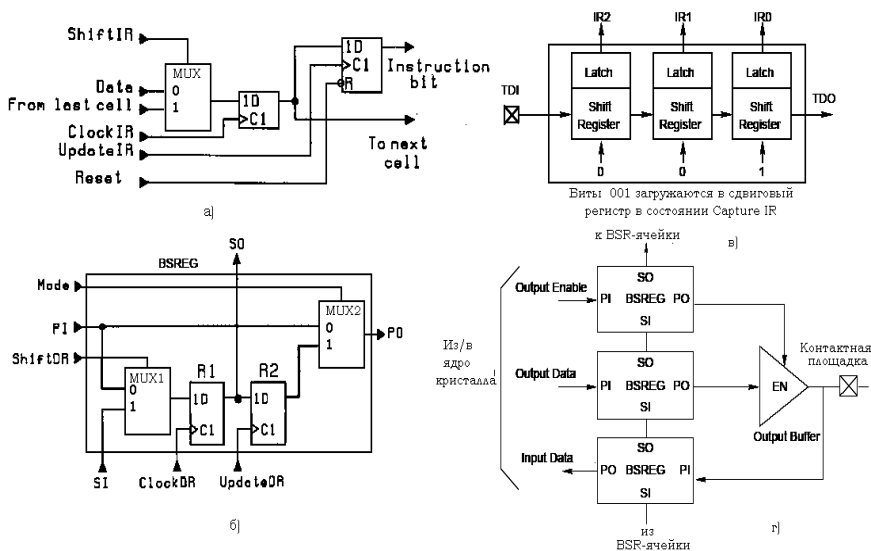 ShiftIR
MUX
Data
0
From last cell
1
ClockIR
UpdateIR
Reset
1D
C1
1D
C1
R
Instruction
bit
To next
cell
а)
IR2
IR1
IR0
Latch
Latch
Latch
TDI
Shift
Register
Shift
Register
Shift
Register
TDO
0
0
1
Биты 001 загружаются в сдвиговый
регистр в состоянии Capture IR
в)
SO
BSREG
Mode
PI
ShiftDR
MUX2
0
1
PO
MUX1
0
1
R1
1D
C1
R2
1D
C1
SI
ClockDR
UpdateDR
б)
к BSR-ячейки
Output Enable
SO
PI BSREG PO
SI
Из/в
ядро
кристалла
Output Data
SO
PI BSREG PO
SI
Input Data
SO
PO BSREG PI
SI
EN
Output Buffer
Контактная
площадка
из
BSR-ячейки
г)